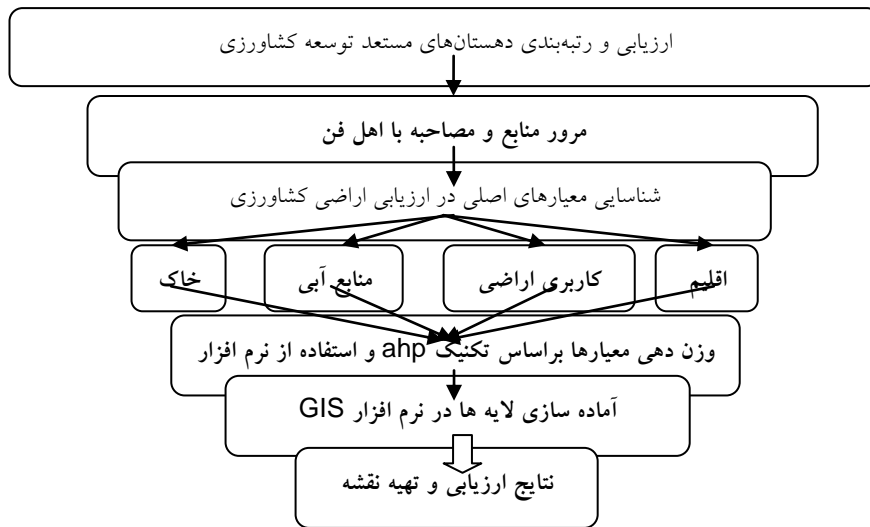 ارزیابی و رتبه‌بندی دهستان‌های مستعد توسعه کشاورزی
مرور منابع و مصاحبه با اهل فن
شناسایی معیارهای اصلی در ارزیابی اراضی کشاورزی
اقلیم
کاربری اراضی
منابع آبی
خاک
وزن دهی معیارها براساس تکنیک ahp و استفاده از نرم افزار
آماده سازی لایه ها در نرم افزار GIS
نتایج ارزیابی و تهیه نقشه